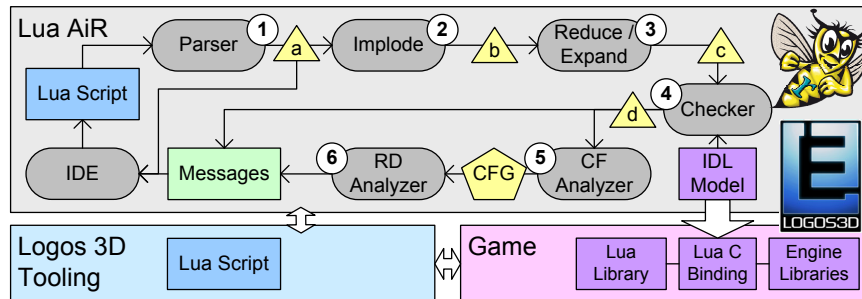 Lua AiR
Parser
1
a
Implode
2
b
Reduce /
Expand
3
c
Lua Script
4
Checker
d
IDE
Messages
6
RD
Analyzer
CFG
5
CF
Analyzer
IDL
Model
LOGOS3D
Logos 3D
Tooling
Lua Script
Game
Lua
Library
Lua C
Binding
Engine
Libraries